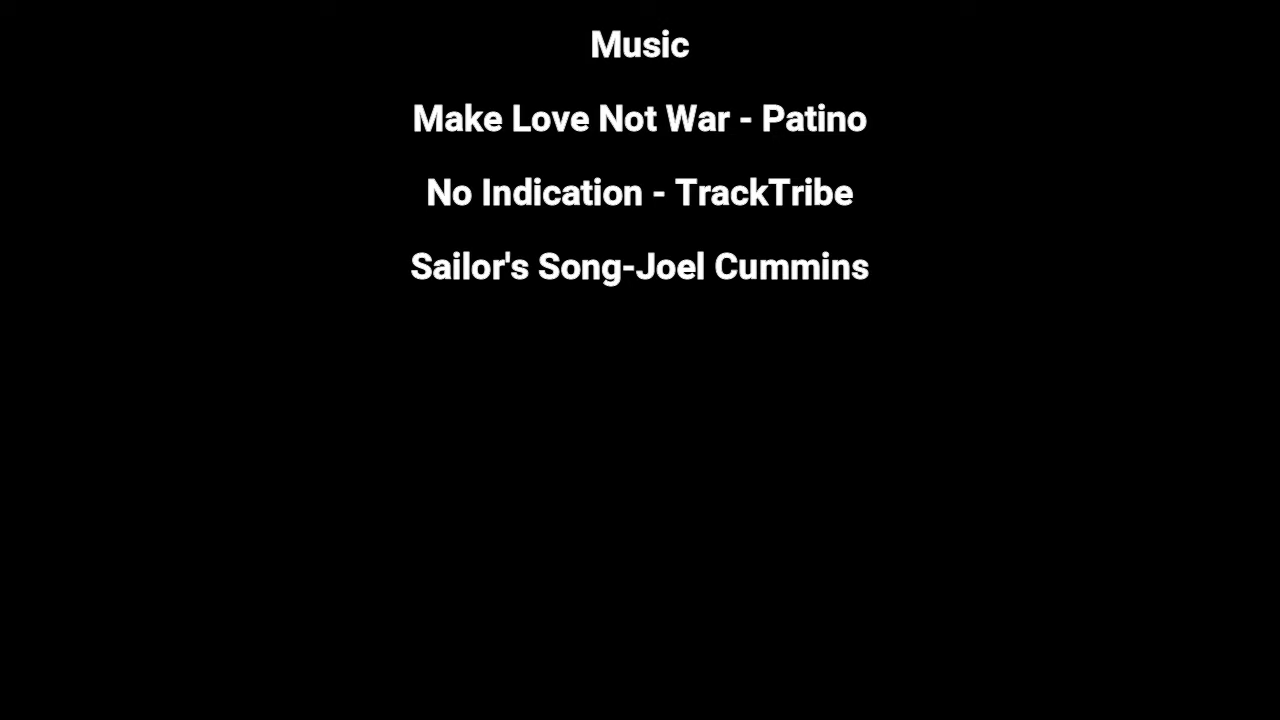 Music
Make Love Not War - Patino
No Indication - TrackTribe
Sailor's Song-Joel Cummins